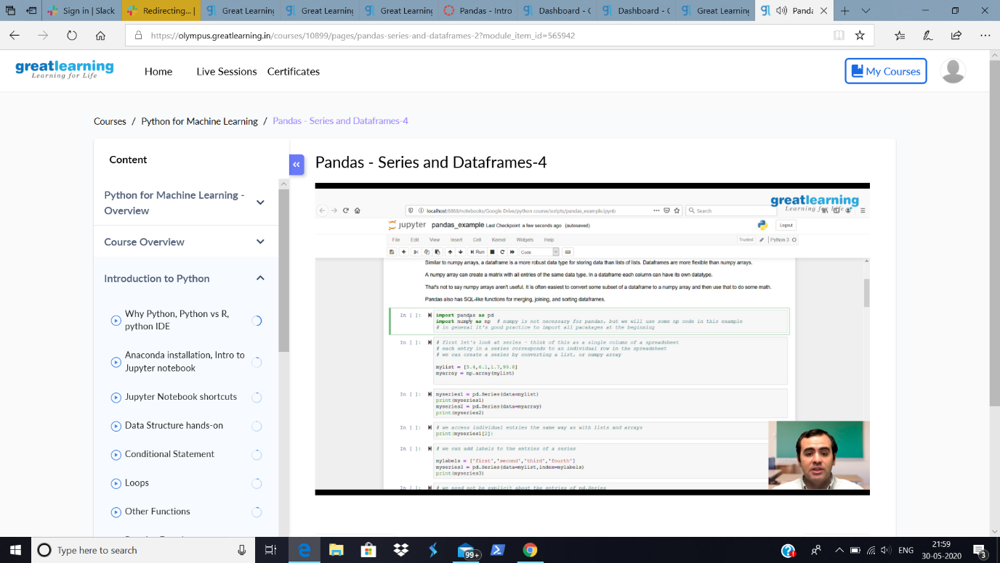 Sign in | Slack
Redirecting... |
Great Learning
Great Learning
Great Learning
Pandas - Intro
Dashboard - G
Dashboard - G
Great Learning
Panda
https://olympus.greatlearning.in/courses/10899/pages/pandas-series-and-dataframes-2?module_item_id=565942
greatlearning
Learning for Life
Home
Live Sessions
Certificates
My Courses
Courses / Python for Machine Learning / Pandas - Series and Dataframes-4
Content
Python for Machine Learning -
Overview
Course Overview
Introduction to Python
Why Python, Python vs R,
python IDE
Anaconda installation, Intro to
Jupyter notebook
Jupyter Notebook shortcuts
Data Structure hands-on
Conditional Statement
Loops
Other Functions
Pandas - Series and Dataframes-4
greatlearning
Learning for Life
localhost:8888/notebooks/Google Drive/python course/scripts/pandas_example.ipynb
Search
jupyter pandas_example Last Checkpoint a few seconds ago (autosaved)
Logout
File Edit View Insert Cell Kernel Widgets Help
Trusted
Python 3
Run
Code
Similar to numpy arrays, a dataframe is a more robust data type for storing data than lists of lists. Dataframes are more flexible than numpy arrays.
A numpy array can create a matrix with all entries of the same data type. In a dataframe each column can have its own datatype.
That's not to say numpy arrays aren't useful. It is often easiest to convert some subset of a dataframe to a numpy array and then use that to do some math.
Pandas also has SQL-like functions for merging, joining, and sorting dataframes.
In [ ]: import pandas as pd
import numpy as np # numpy is not necessary for pandas, but we will use some np code in this example
# in general it's good practice to import all pacakages at the beginning
In [ ]: # first let's look at series - think of this as a single column of a spreadsheet
# each entry in a series corresponds to an individual row in the spreadsheet
# we can create a series by converting a list, or numpy array
mylist = [5.4,6.1,1.7,99.8]
myarray = np.array(mylist)
In [ ]: myseries1 = pd.Series(data=mylist)
print(myseries1)
myseries2 = pd.Series(data=myarray)
print(myseries2)
In [ ]: # we access individual entries the same way as with lists and arrays
print(myseries1[2])
In [ ]: # we can add labels to the entries of a series
mylabels = ['first','second','third','fourth']
myseries3 = pd.Series(data=mylist,index=mylabels)
print(myseries3)
In [ ]: # we need not be explicit about the entries of pd.Series
Type here to search
99+
ENG
21:59
30-05-2020
3